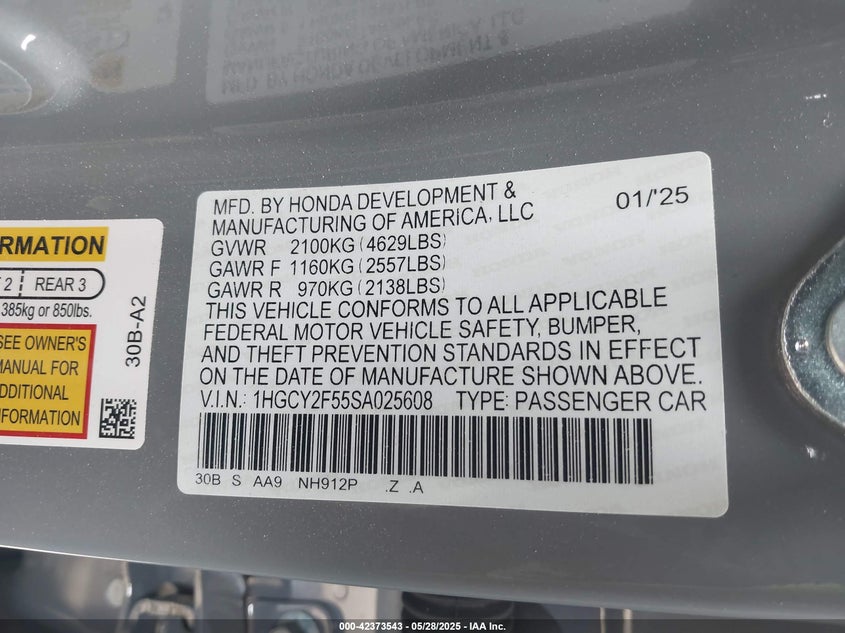 MFD. BY HONDA DEVELOPMENT &
MANUFACTURING OF AMERICA, LLC
01/'25
GVWR 2100KG (4629LBS)
GAWR F 1160KG (2557LBS)
GAWR R 970KG (2138LBS)
THIS VEHICLE CONFORMS TO ALL APPLICABLE
FEDERAL MOTOR VEHICLE SAFETY, BUMPER,
AND THEFT PREVENTION STANDARDS IN EFFECT
ON THE DATE OF MANUFACTURE SHOWN ABOVE.
V.I.N.: 1HGCY2F55SA025608 TYPE: PASSENGER CAR
30B S AA9 NH912P .Z .A
RMATION
2 REAR 3
385kg or 850lbs.
SEE OWNER'S
MANUAL FOR
ADDITIONAL
INFORMATION
30B-A2
000-42373543 - 05/28/2025 - IAA Inc.